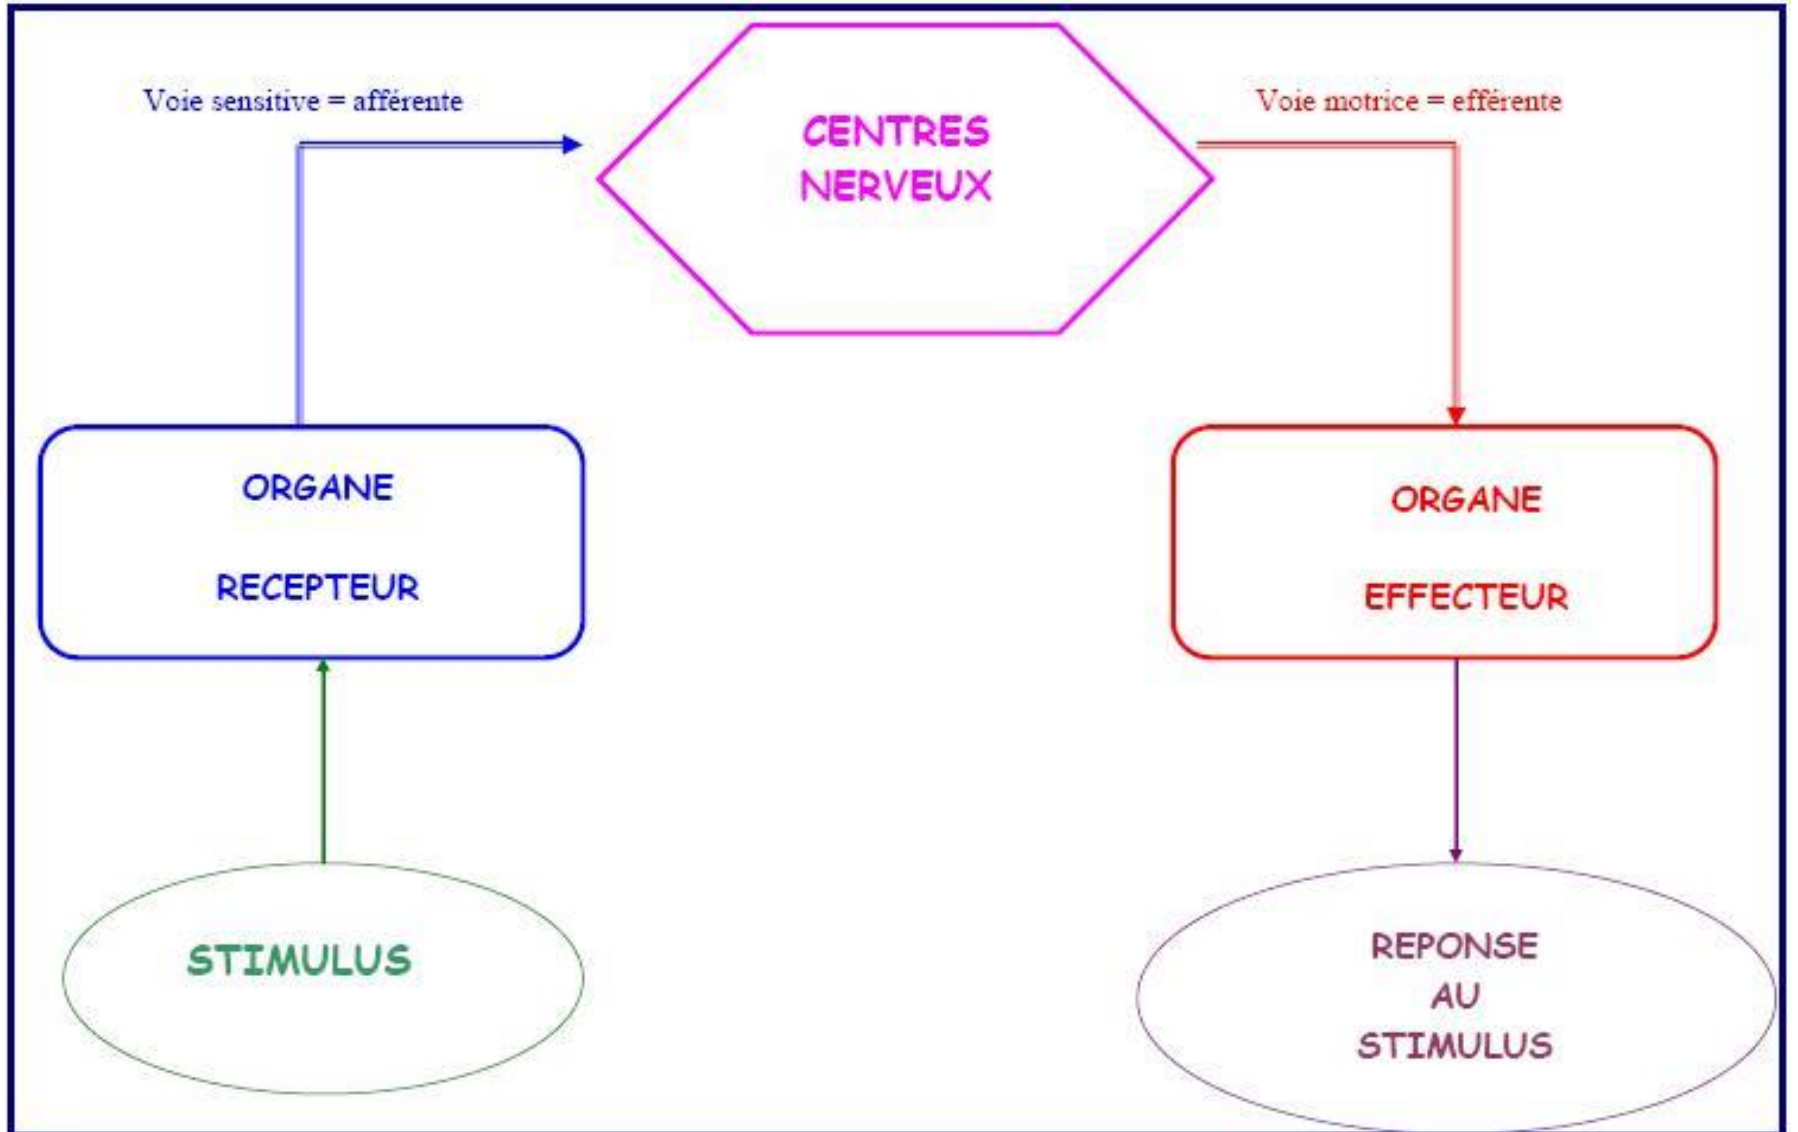 Voie sensitive = afférente
CENTRES
NERVEUX
Voie motrice = efférente
ORGANE
RECEPTEUR
ORGANE
EFFECTEUR
STIMULUS
REPONSE
AU
STIMULUS